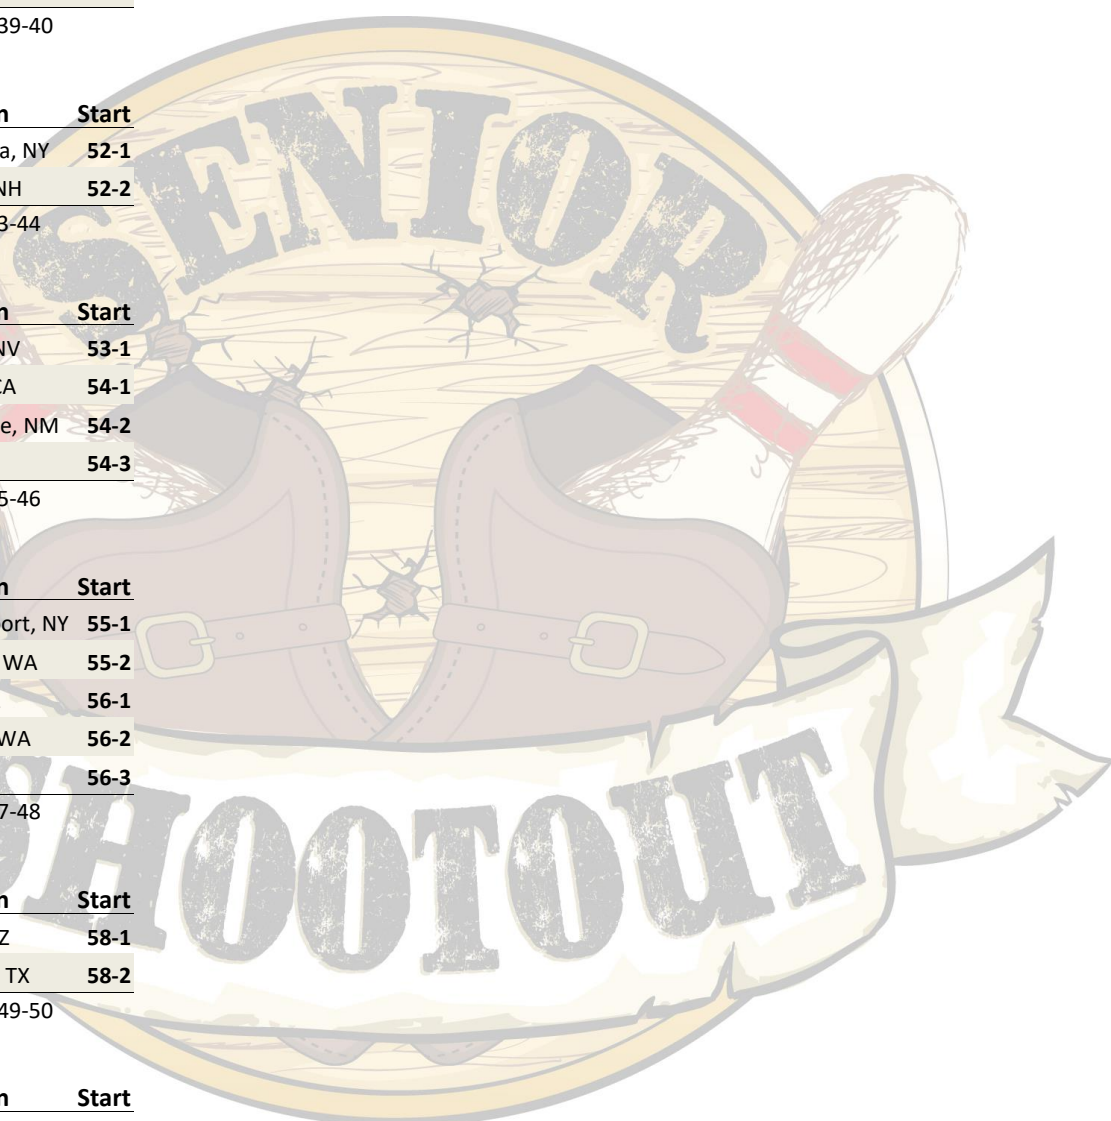 39-40
n Start
a, NY 52-1
NH 52-2
3-44
n Start
NV 53-1
CA 54-1
e, NM 54-2
54-3
5-46
n Start
ort, NY 55-1
WA 55-2
56-1
WA 56-2
56-3
7-48
n Start
Z 58-1
TX 58-2
49-50
n Start
SENIOR
SHOOTOUT